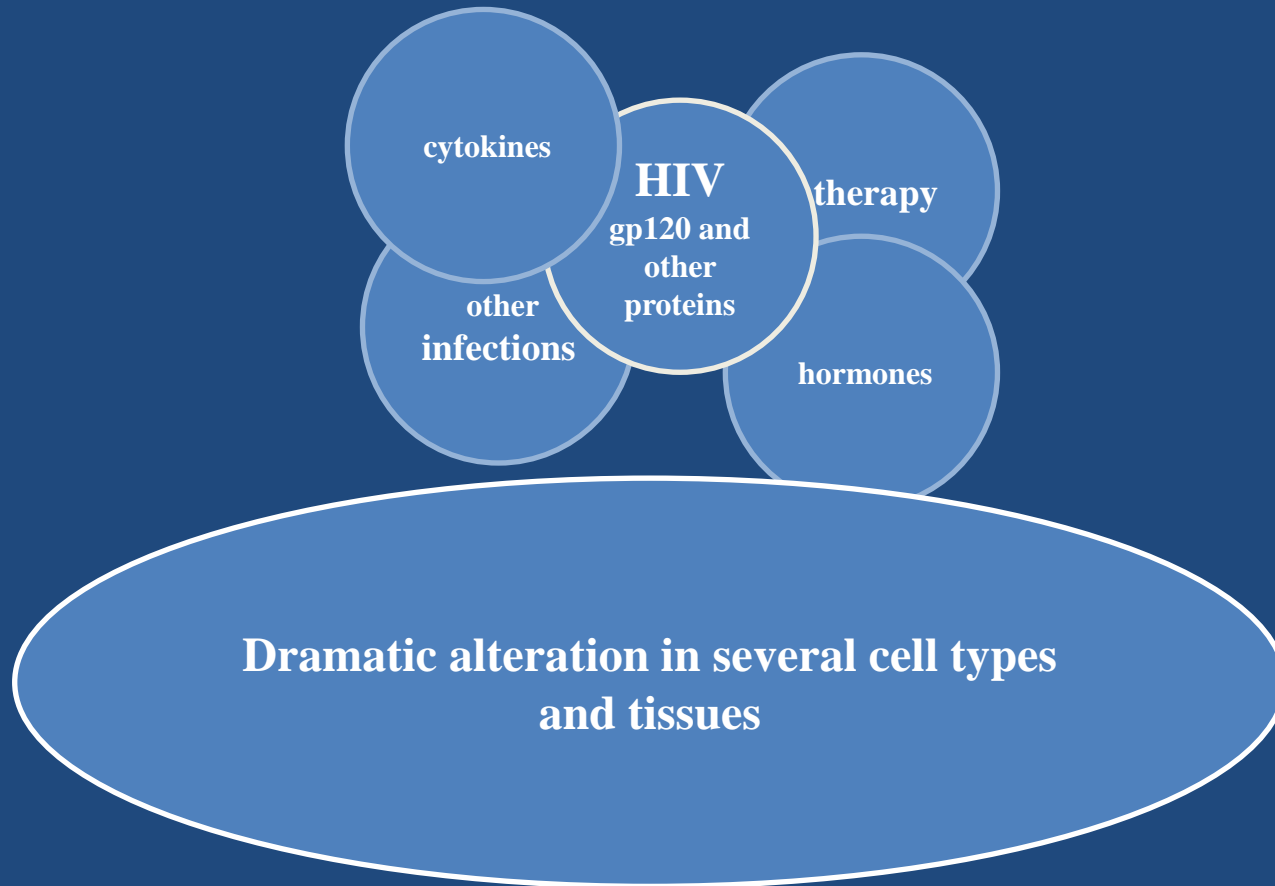 cytokines
HIV
gp120 and
other
proteins
therapy
other
infections
hormones
Dramatic alteration in several cell types
and tissues